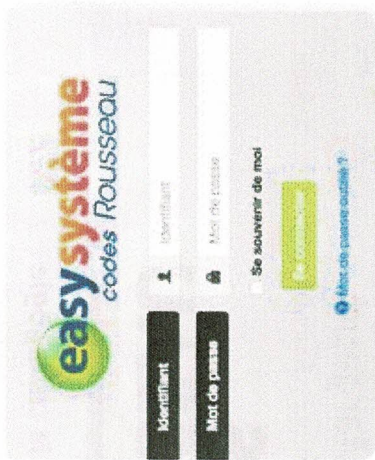 easysystème
codes Rousseau
Identifiant Identifiant
Mot de passe Mot de passe
Se souvenir de moi
Se connecter
Mot de passe oublié ?